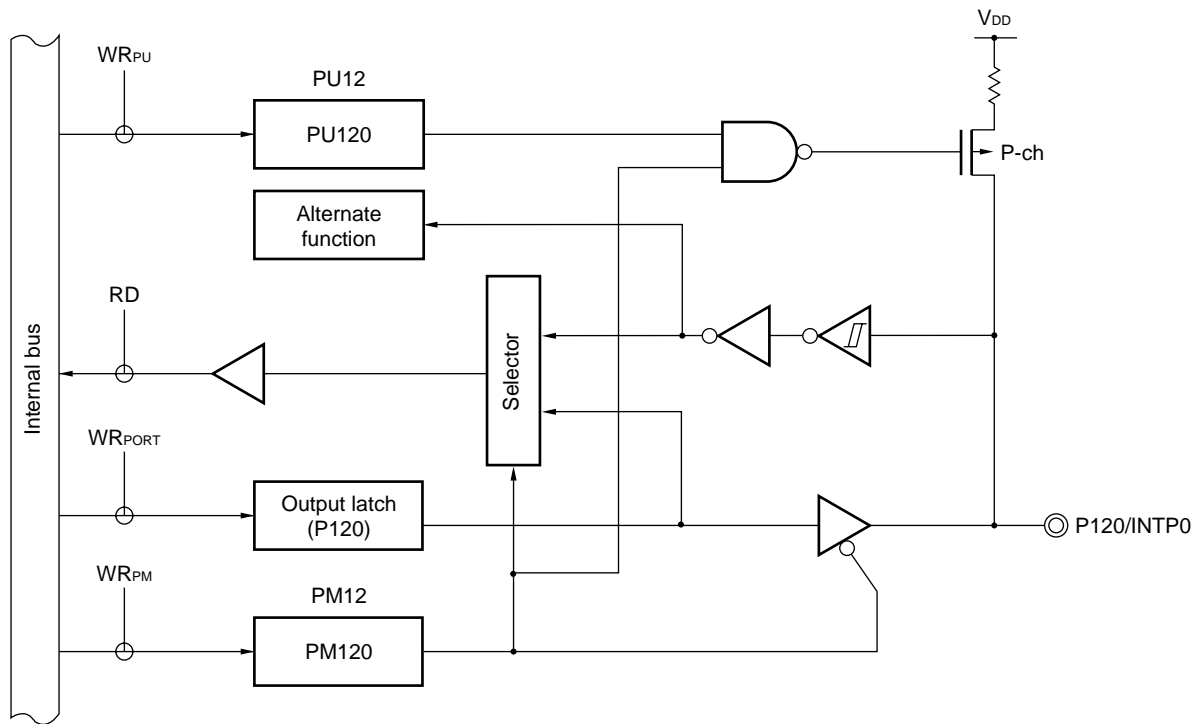 VDD
WRPU
PU12
PU120
P-ch
Alternate
function
RD
Internal bus
Selector
WRPORT
Output latch
(P120)
P120/INTP0
WRPM
PM12
PM120